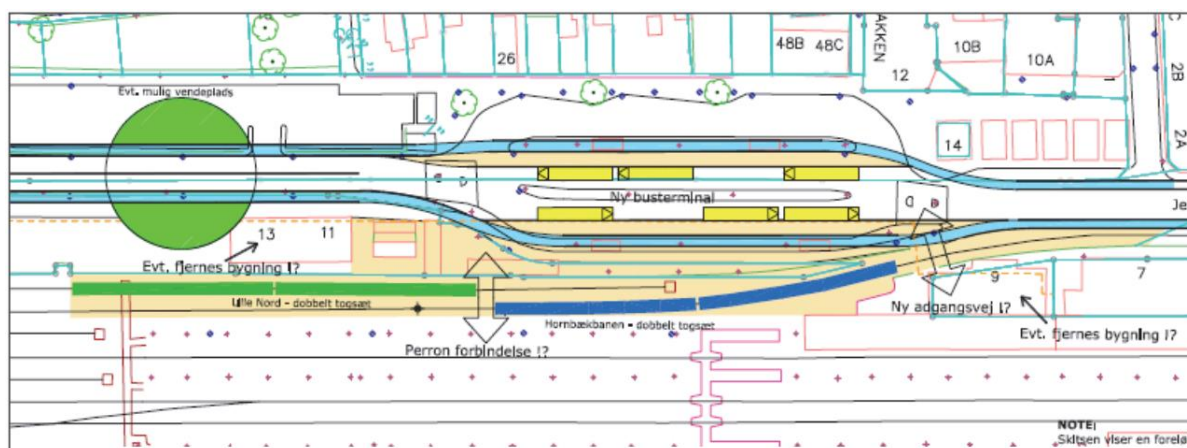 48B
48C
AKKEN
12
10B
10A
1
2B
2A
26
Evt. mulig vendeplads
14
D
Ny busterminal
D
Je
13
11
Evt. fjernes bygning !?
9
7
Lille Nord - dobbelt togsæt
Ny adgangsvej !?
Hornbækbanen - dobbelt togsæt
Evt. fjernes bygning !?
Perron forbindelse !?
NOTE:
Skitsen viser en forelø